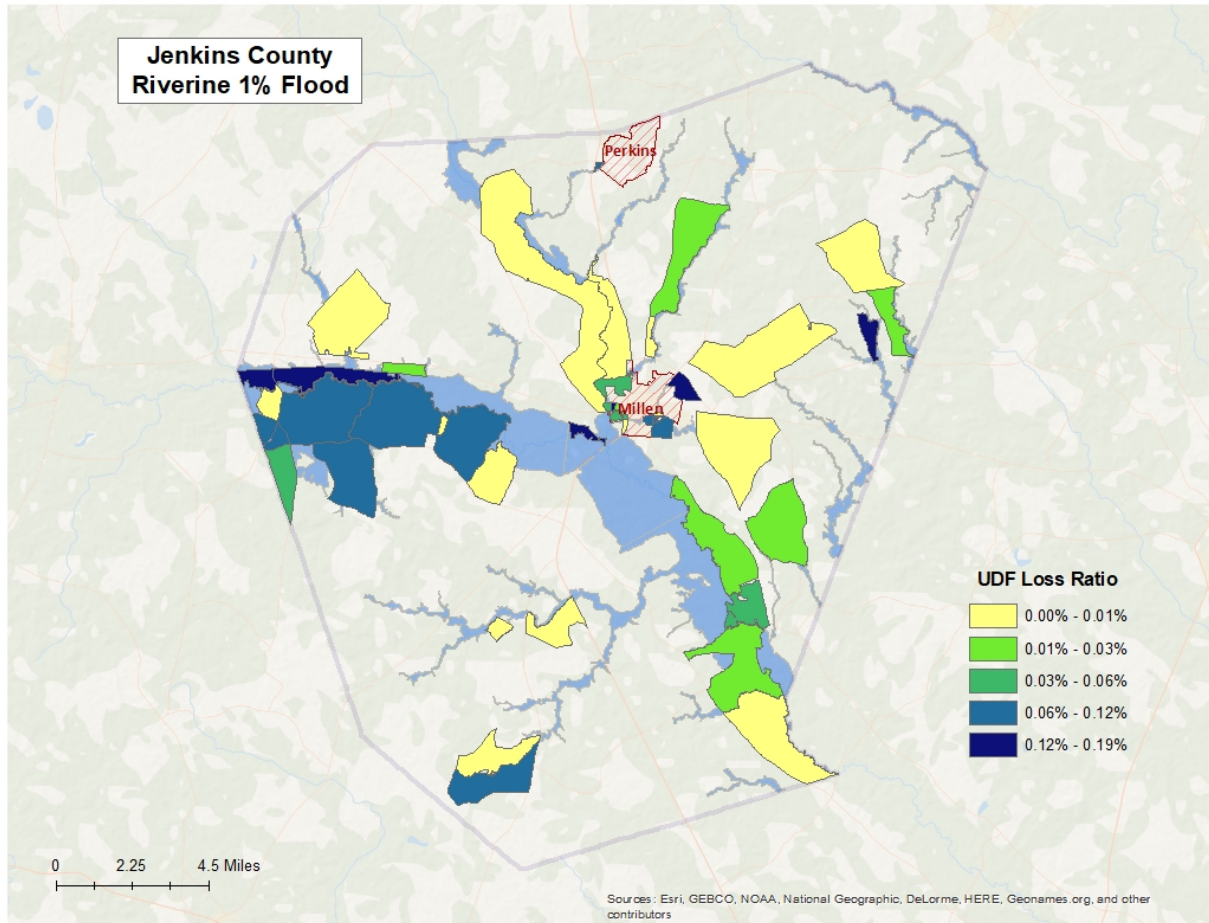 Jenkins County
Riverine 1% Flood
Perkins
Millen
UDF Loss Ratio
0.00% - 0.01%
0.01% - 0.03%
0.03% - 0.06%
0.06% - 0.12%
0.12% - 0.19%
0 2.25 4.5 Miles
Sources: Esri, GEBCO, NOAA, National Geographic, DeLorme, HERE, Geonames.org, and other
contributors